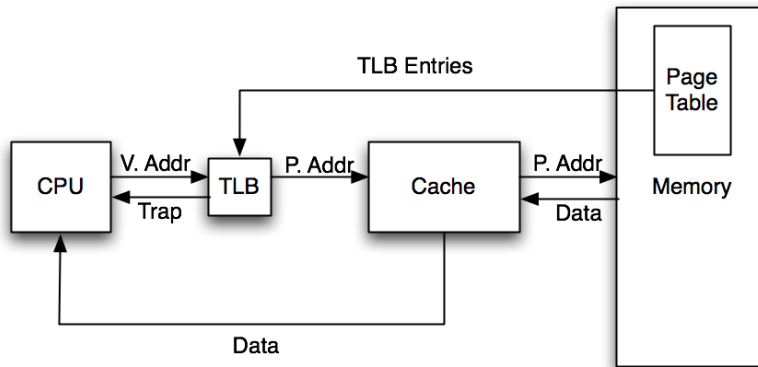 TLB Entries
Page
Table
V. Addr
P. Addr
P. Addr
CPU
TLB
Cache
Memory
Trap
Data
Data